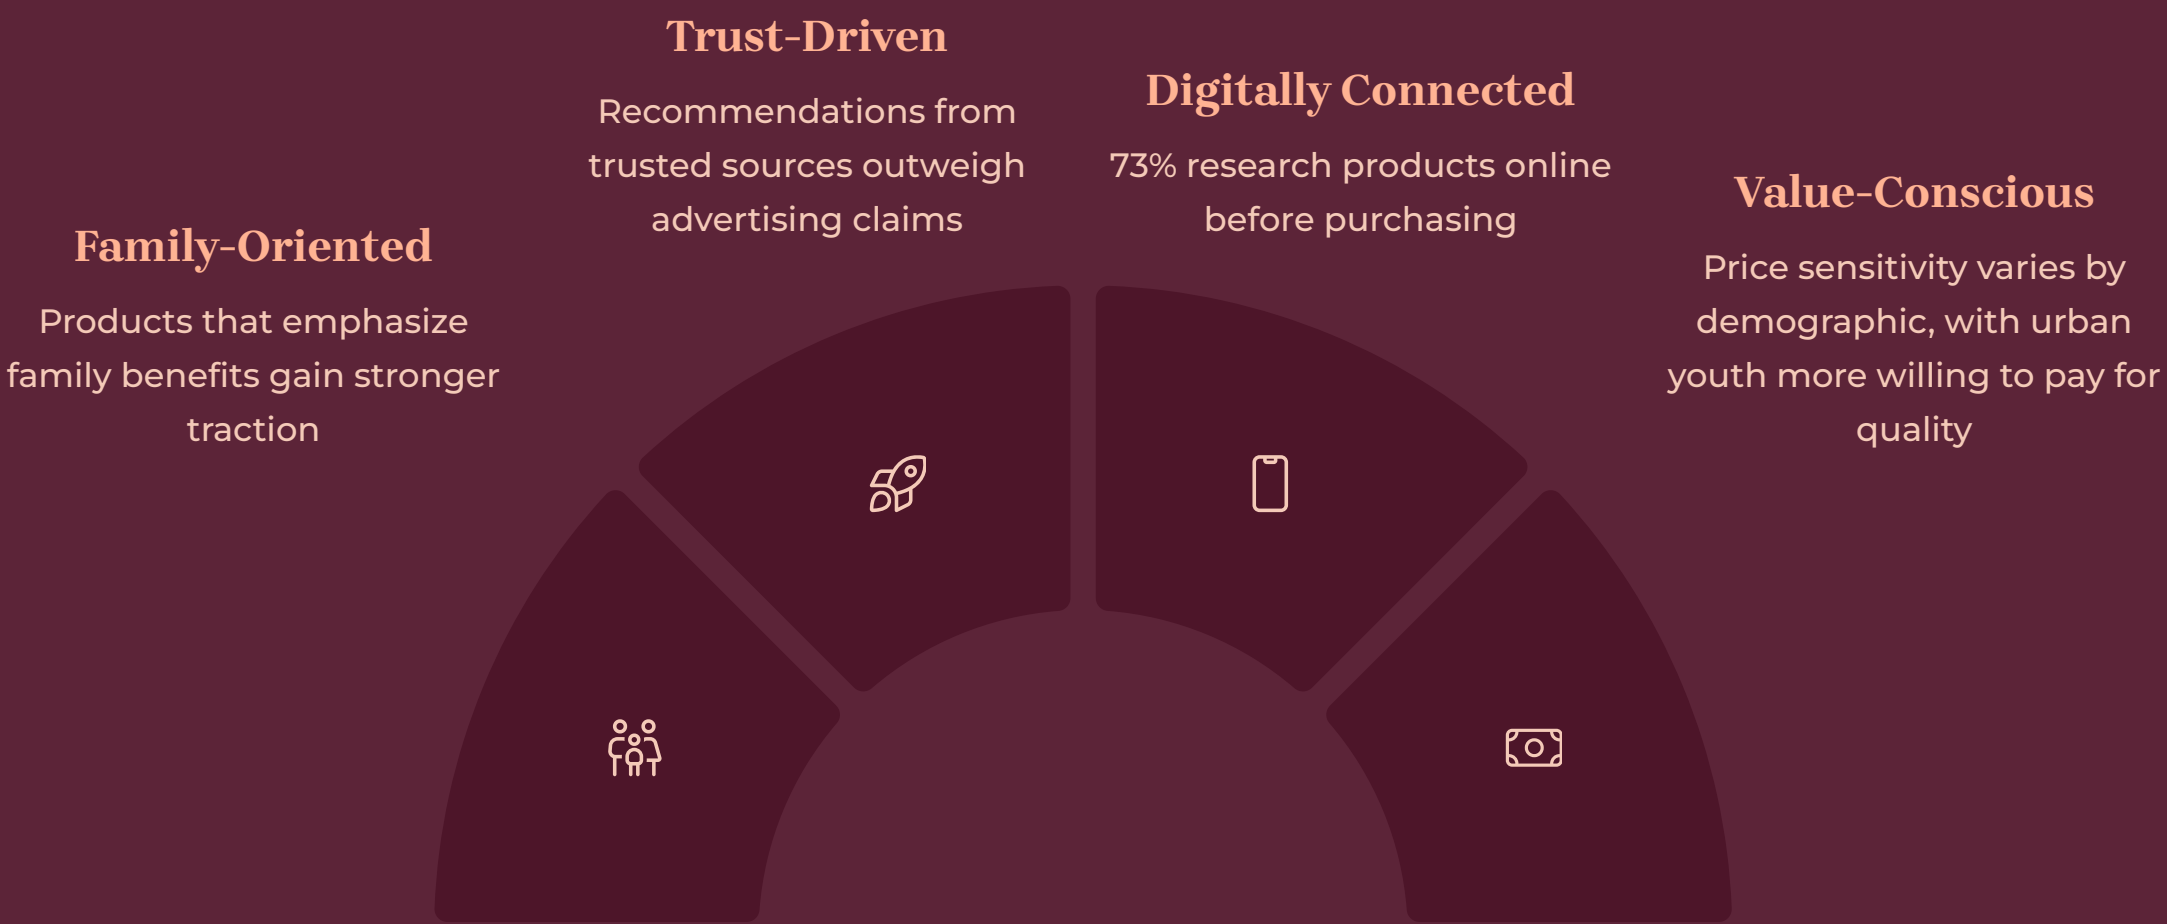 Family-Oriented
Products that emphasize
family benefits gain stronger
traction
Trust-Driven
Recommendations from
trusted sources outweigh
advertising claims
Digitally Connected
73% research products online
before purchasing
Value-Conscious
Price sensitivity varies by
demographic, with urban
youth more willing to pay for
quality